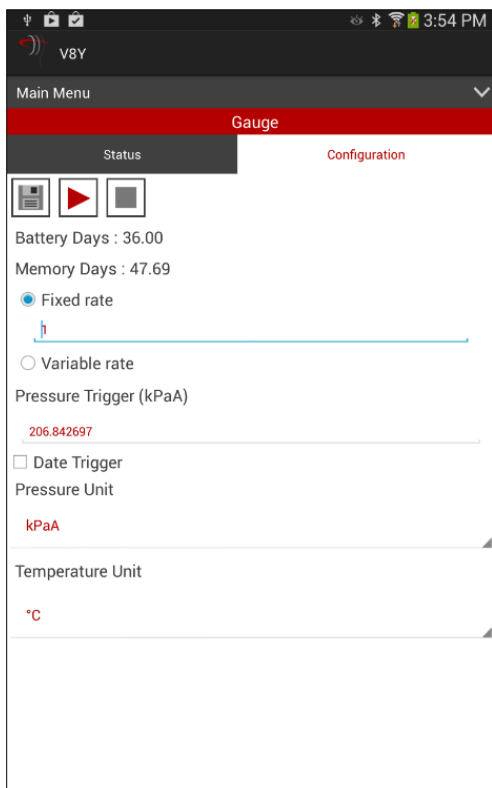 3:54 PM
V8Y
Main Menu
Gauge
Status Configuration
Battery Days : 36.00
Memory Days : 47.69
Fixed rate
1
Variable rate
Pressure Trigger (kPaA)
206.842697
Date Trigger
Pressure Unit
kPaA
Temperature Unit
°C